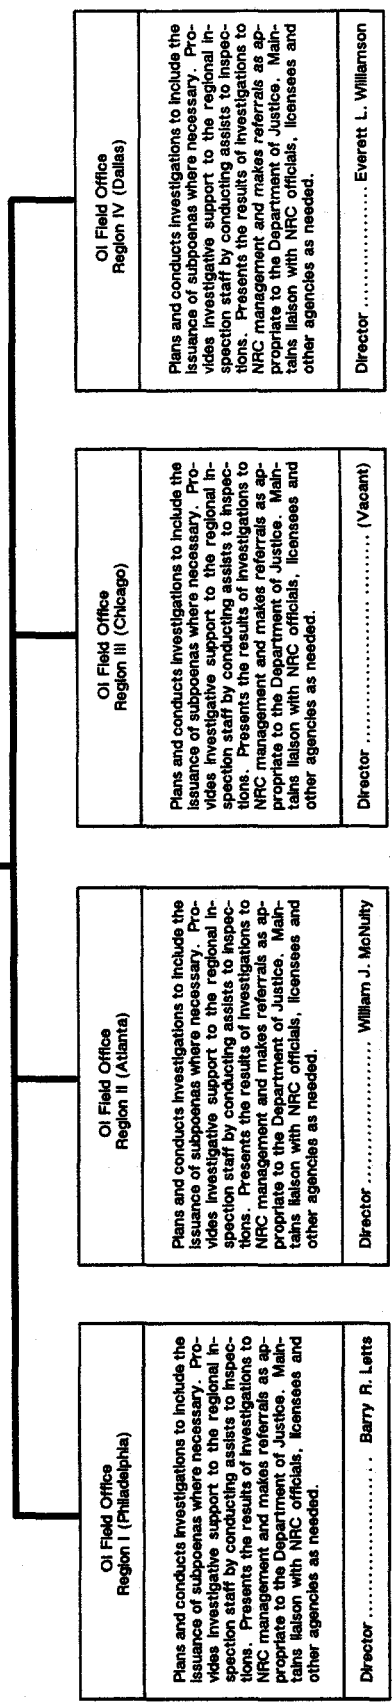 OI Field Office
Region I (Philadelphia)
Plans and conducts investigations to include the
issuance of subpoenas where necessary. Pro-
vides investigative support to the regional in-
spection staff by conducting assists to inspec-
tions. Presents the results of investigations to
NRC management and makes referrals as ap-
propriate to the Department of Justice. Main-
tains liaison with NRC officials, licensees and
other agencies as needed.
Director .................... Barry R. Letts
OI Field Office
Region II (Atlanta)
Plans and conducts investigations to include the
issuance of subpoenas where necessary. Pro-
vides investigative support to the regional in-
spection staff by conducting assists to inspec-
tions. Presents the results of investigations to
NRC management and makes referrals as ap-
propriate to the Department of Justice. Main-
tains liaison with NRC officials, licensees and
other agencies as needed.
Director .................... William J. McNulty
OI Field Office
Region III (Chicago)
Plans and conducts investigations to include the
issuance of subpoenas where necessary. Pro-
vides investigative support to the regional in-
spection staff by conducting assists to inspec-
tions. Presents the results of investigations to
NRC management and makes referrals as ap-
propriate to the Department of Justice. Main-
tains liaison with NRC officials, licensees and
other agencies as needed.
Director .................... (Vacant)
OI Field Office
Region IV (Dallas)
Plans and conducts investigations to include the
issuance of subpoenas where necessary. Pro-
vides investigative support to the regional in-
spection staff by conducting assists to inspec-
tions. Presents the results of investigations to
NRC management and makes referrals as ap-
propriate to the Department of Justice. Main-
tains liaison with NRC officials, licensees and
other agencies as needed.
Director .................... Everett L. Williamson